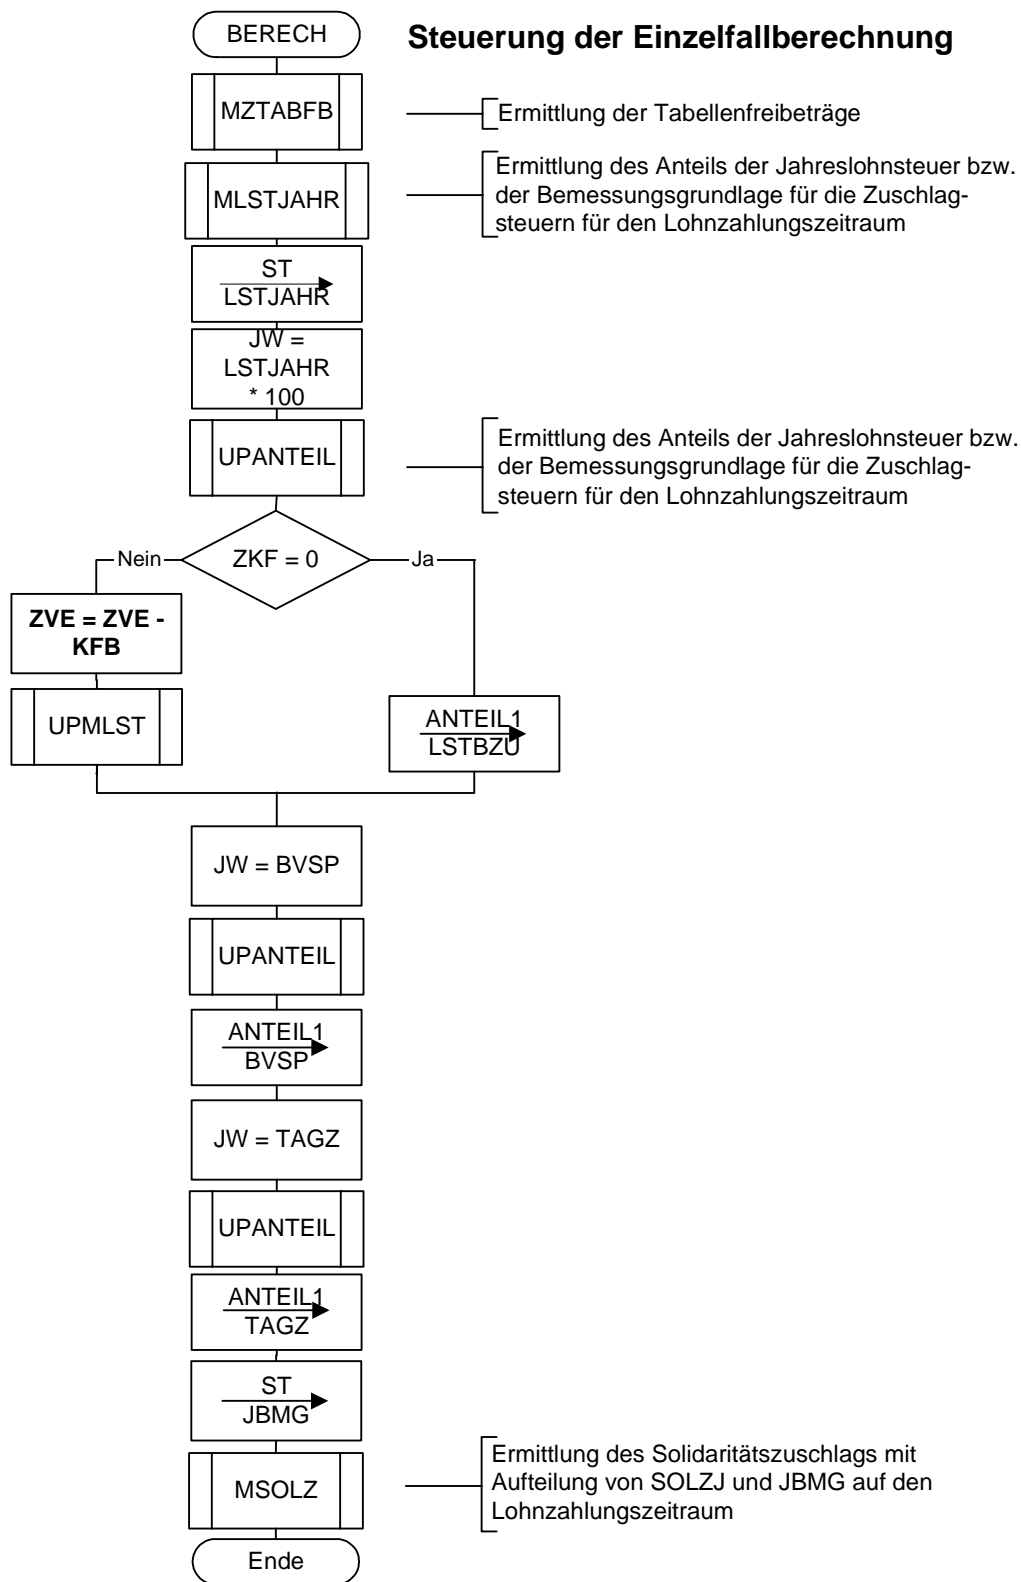 BERECH
Steuerung der Einzelfallberechnung
MZTABFB
Ermittlung der Tabellenfreibeträge
MLSTJAHR
Ermittlung des Anteils der Jahreslohnsteuer bzw.
der Bemessungsgrundlage für die Zuschlag-
steuern für den Lohnzahlungszeitraum
ST
LSTJAHR
JW =
LSTJAHR
* 100
UPANTEIL
Ermittlung des Anteils der Jahreslohnsteuer bzw.
der Bemessungsgrundlage für die Zuschlag-
steuern für den Lohnzahlungszeitraum
Nein
ZKF = 0
Ja
ZVE = ZVE -
KFB
UPMLST
ANTEIL1
LSTBZU
JW = BVSP
UPANTEIL
ANTEIL1
BVSP
JW = TAGZ
UPANTEIL
ANTEIL1
TAGZ
ST
JBMG
MSOLZ
Ermittlung des Solidaritätszuschlags mit
Aufteilung von SOLZJ und JBMG auf den
Lohnzahlungszeitraum
Ende